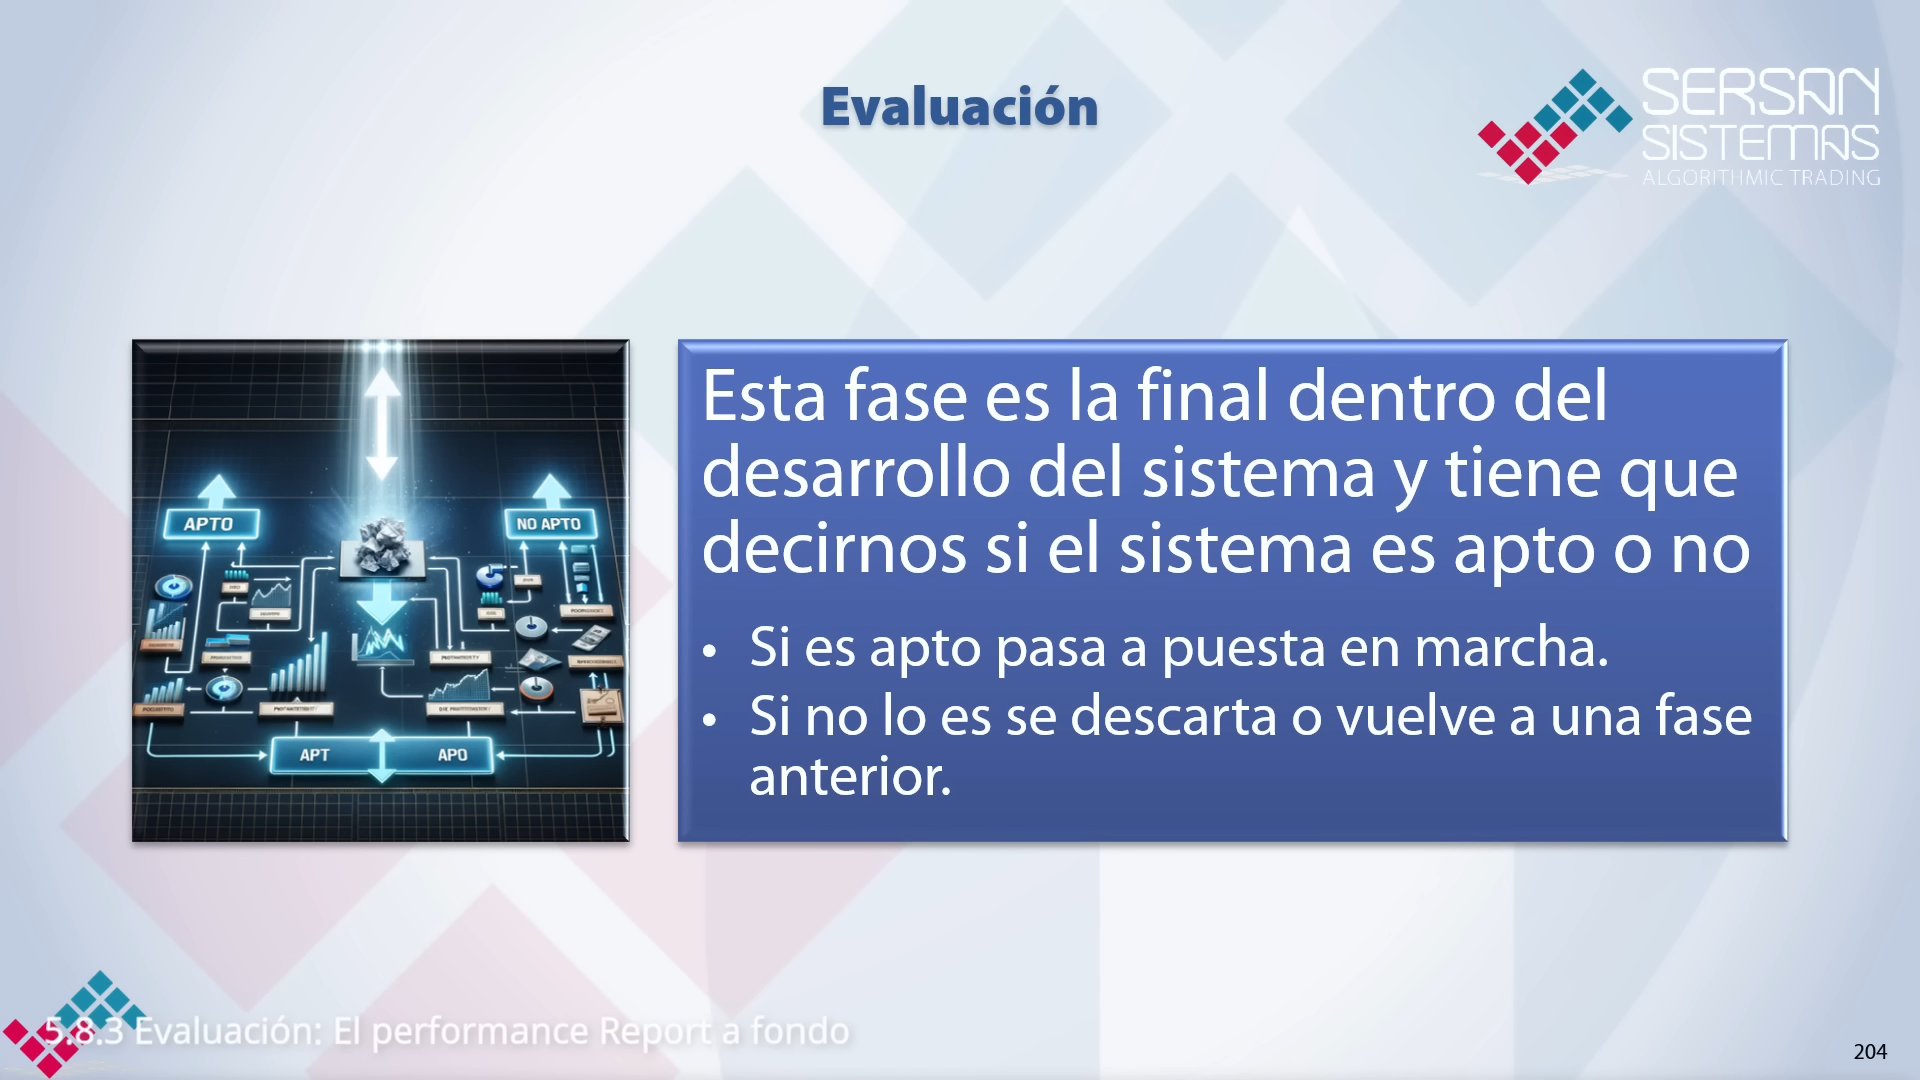 Evaluación
SERSAN
SISTEMAS
ALGORITHMIC TRADING
APTO
NO APTO
APT
APO
Esta fase es la final dentro del
desarrollo del sistema y tiene que
decirnos si el sistema es apto o no
• Si es apto pasa a puesta en marcha.
• Si no lo es se descarta o vuelve a una fase
anterior.
5.8.3 Evaluación: El performance Report a fondo
204